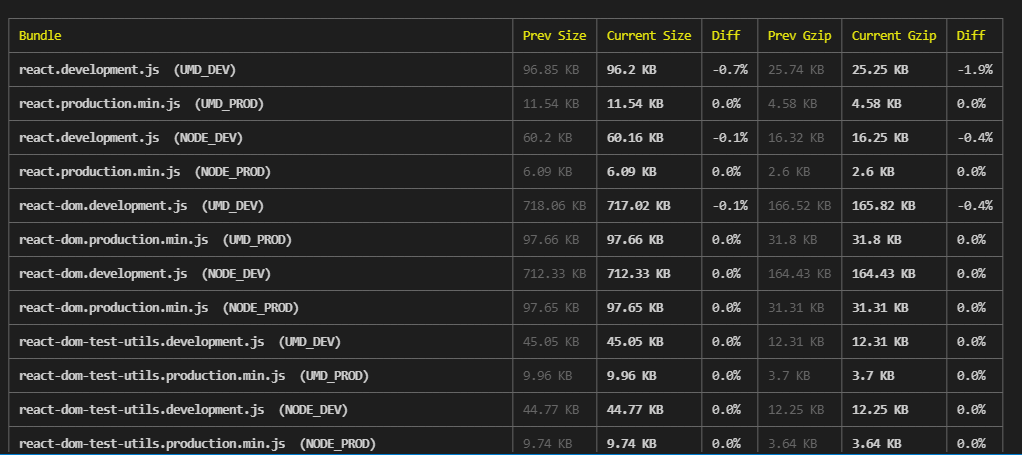 Bundle Prev Size Current Size Diff Prev Gzip Current Gzip Diff
react.development.js (UMD_DEV) 96.85 KB 96.2 KB -0.7% 25.74 KB 25.25 KB -1.9%
react.production.min.js (UMD_PROD) 11.54 KB 11.54 KB 0.0% 4.58 KB 4.58 KB 0.0%
react.development.js (NODE_DEV) 60.2 KB 60.16 KB -0.1% 16.32 KB 16.25 KB -0.4%
react.production.min.js (NODE_PROD) 6.09 KB 6.09 KB 0.0% 2.6 KB 2.6 KB 0.0%
react-dom.development.js (UMD_DEV) 718.06 KB 717.02 KB -0.1% 166.52 KB 165.82 KB -0.4%
react-dom.production.min.js (UMD_PROD) 97.66 KB 97.66 KB 0.0% 31.8 KB 31.8 KB 0.0%
react-dom.development.js (NODE_DEV) 712.33 KB 712.33 KB 0.0% 164.43 KB 164.43 KB 0.0%
react-dom.production.min.js (NODE_PROD) 97.65 KB 97.65 KB 0.0% 31.31 KB 31.31 KB 0.0%
react-dom-test-utils.development.js (UMD_DEV) 45.05 KB 45.05 KB 0.0% 12.31 KB 12.31 KB 0.0%
react-dom-test-utils.production.min.js (UMD_PROD) 9.96 KB 9.96 KB 0.0% 3.7 KB 3.7 KB 0.0%
react-dom-test-utils.development.js (NODE_DEV) 44.77 KB 44.77 KB 0.0% 12.25 KB 12.25 KB 0.0%
react-dom-test-utils.production.min.js (NODE_PROD) 9.74 KB 9.74 KB 0.0% 3.64 KB 3.64 KB 0.0%